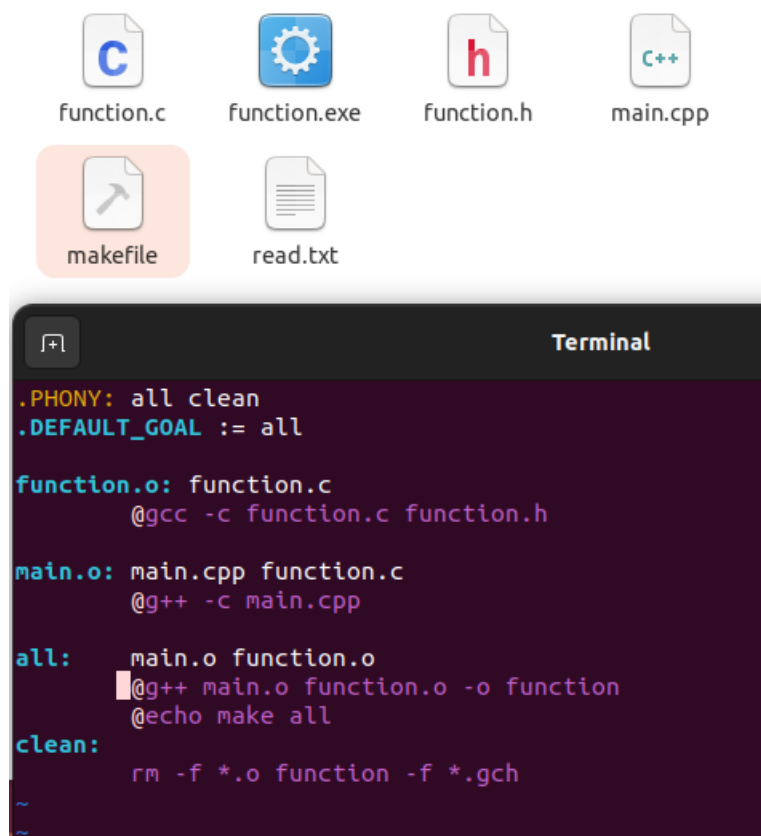 C
h
C++
function.c
function.exe
function.h
main.cpp
makefile
read.txt
Terminal
.PHONY: all clean
.DEFAULT_GOAL := all
function.o: function.c
@gcc -c function.c function.h
main.o: main.cpp function.c
@g++ -c main.cpp
all: main.o function.o
@g++ main.o function.o -o function
@echo make all
clean:
rm -f *.o function -f *.gch
~
~